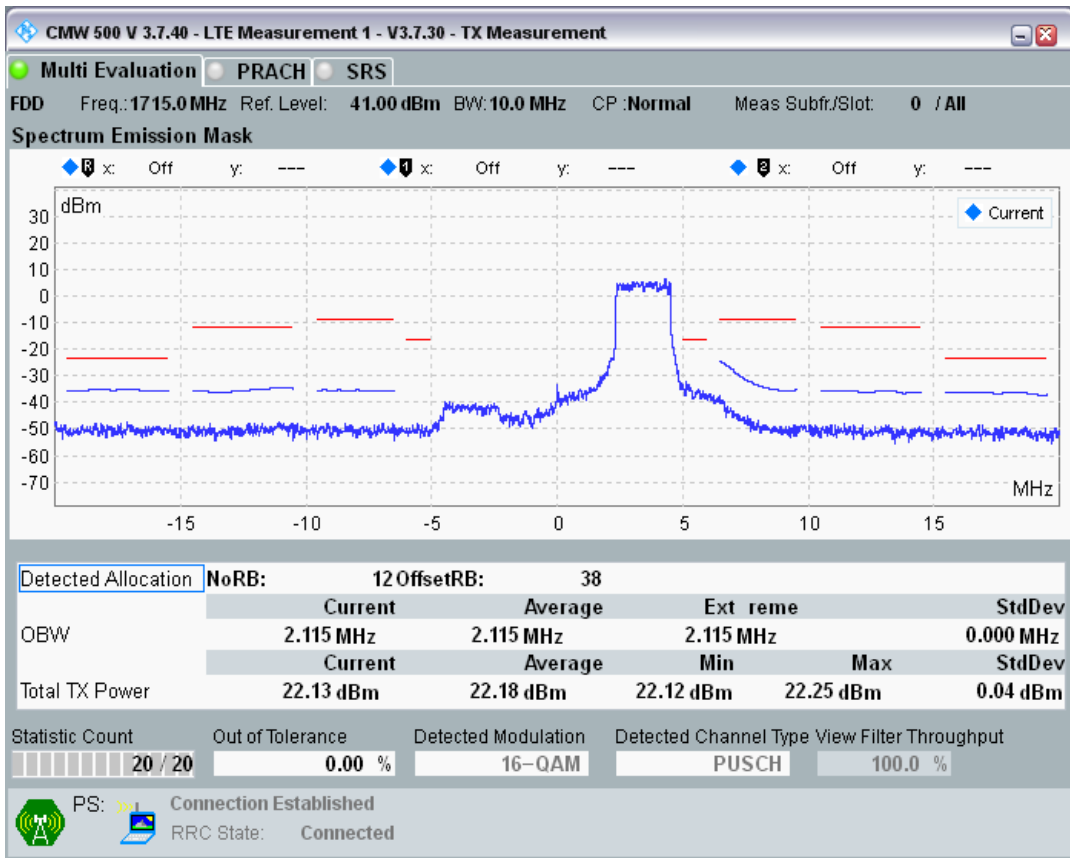 CMW 500 V 3.7.40 - LTE Measurement 1 - V3.7.30 - TX Measurement
Multi Evaluation PRACH SRS
FDD Freq.: 1715.0 MHz Ref. Level: 41.00 dBm BW: 10.0 MHz CP : Normal Meas Subfr./Slot: 0 / All
Spectrum Emission Mask
R x: Off y: --- 1 x: Off y: --- 2 x: Off y: ---
dBm
Current
30
20
10
0
-10
-20
-30
-40
-50
-60
-70
MHz
-15 -10 -5 0 5 10 15
Detected Allocation NoRB: 12 OffsetRB: 38
Current Average Ext reme StdDev
OBW 2.115 MHz 2.115 MHz 2.115 MHz 0.000 MHz
Current Average Min Max StdDev
Total TX Power 22.13 dBm 22.18 dBm 22.12 dBm 22.25 dBm 0.04 dBm
Statistic Count Out of Tolerance Detected Modulation Detected Channel Type View Filter Throughput
20 / 20 0.00 % 16-QAM PUSCH 100.0 %
PS: Connection Established
RRC State: Connected